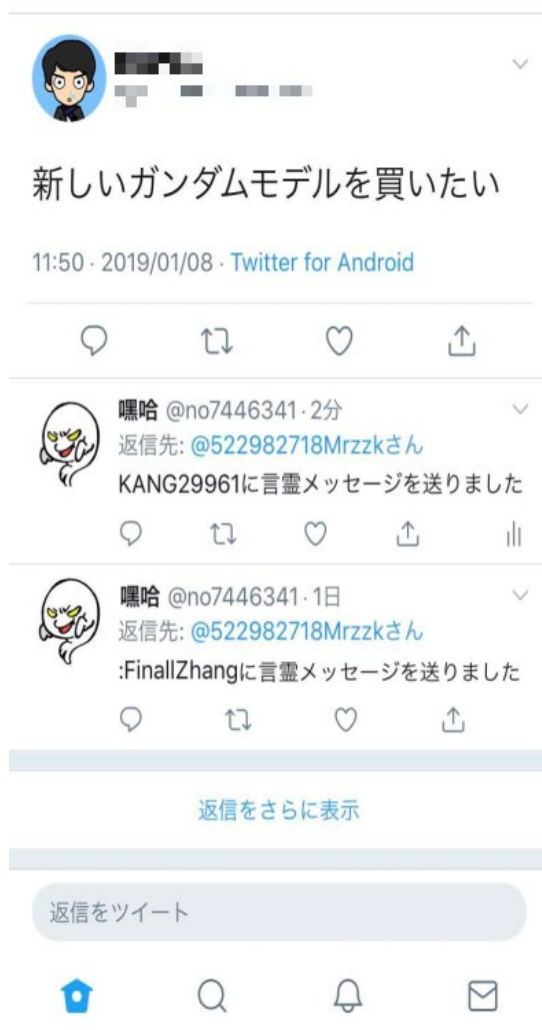 新しいガンダムモデルを買いたい
11:50 · 2019/01/08 · Twitter for Android
嘿哈 @no7446341 · 2分
返信先: @522982718Mrzzkさん
KANG29961に言霊メッセージを送りました
嘿哈 @no7446341 · 1日
返信先: @522982718Mrzzkさん
:FinallZhangに言霊メッセージを送りました
返信をさらに表示
返信をツイート